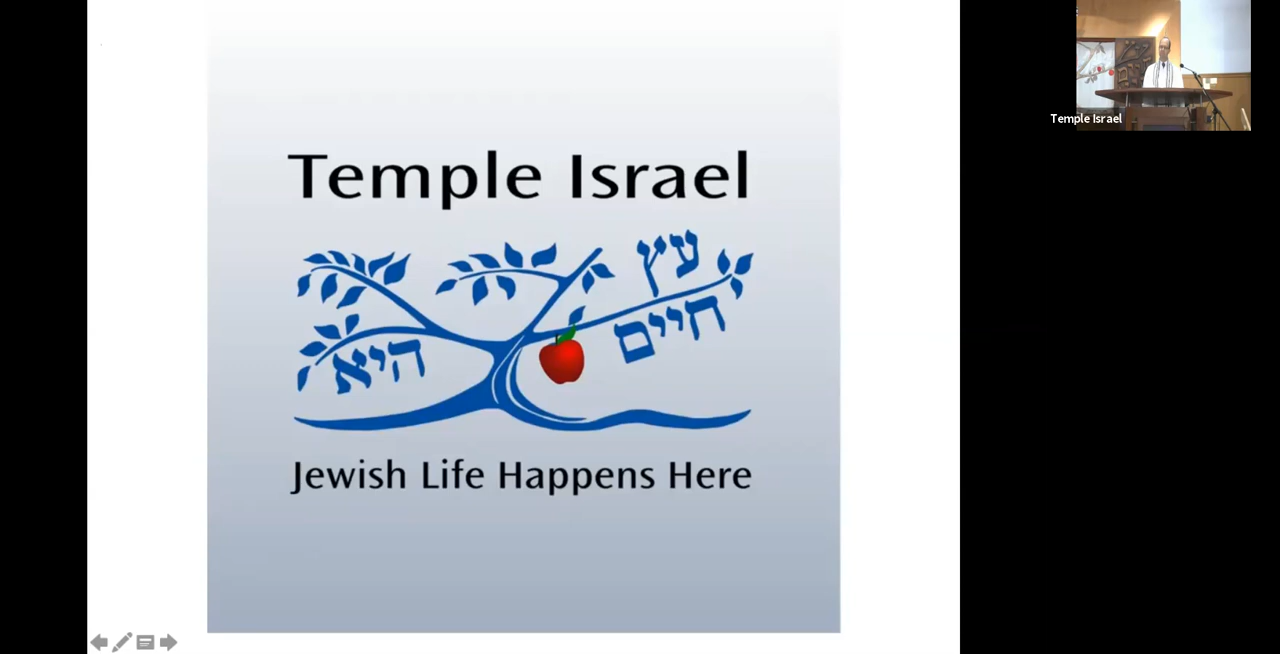 Temple Israel
עץ
חיים
היא
Jewish Life Happens Here
Temple Israel